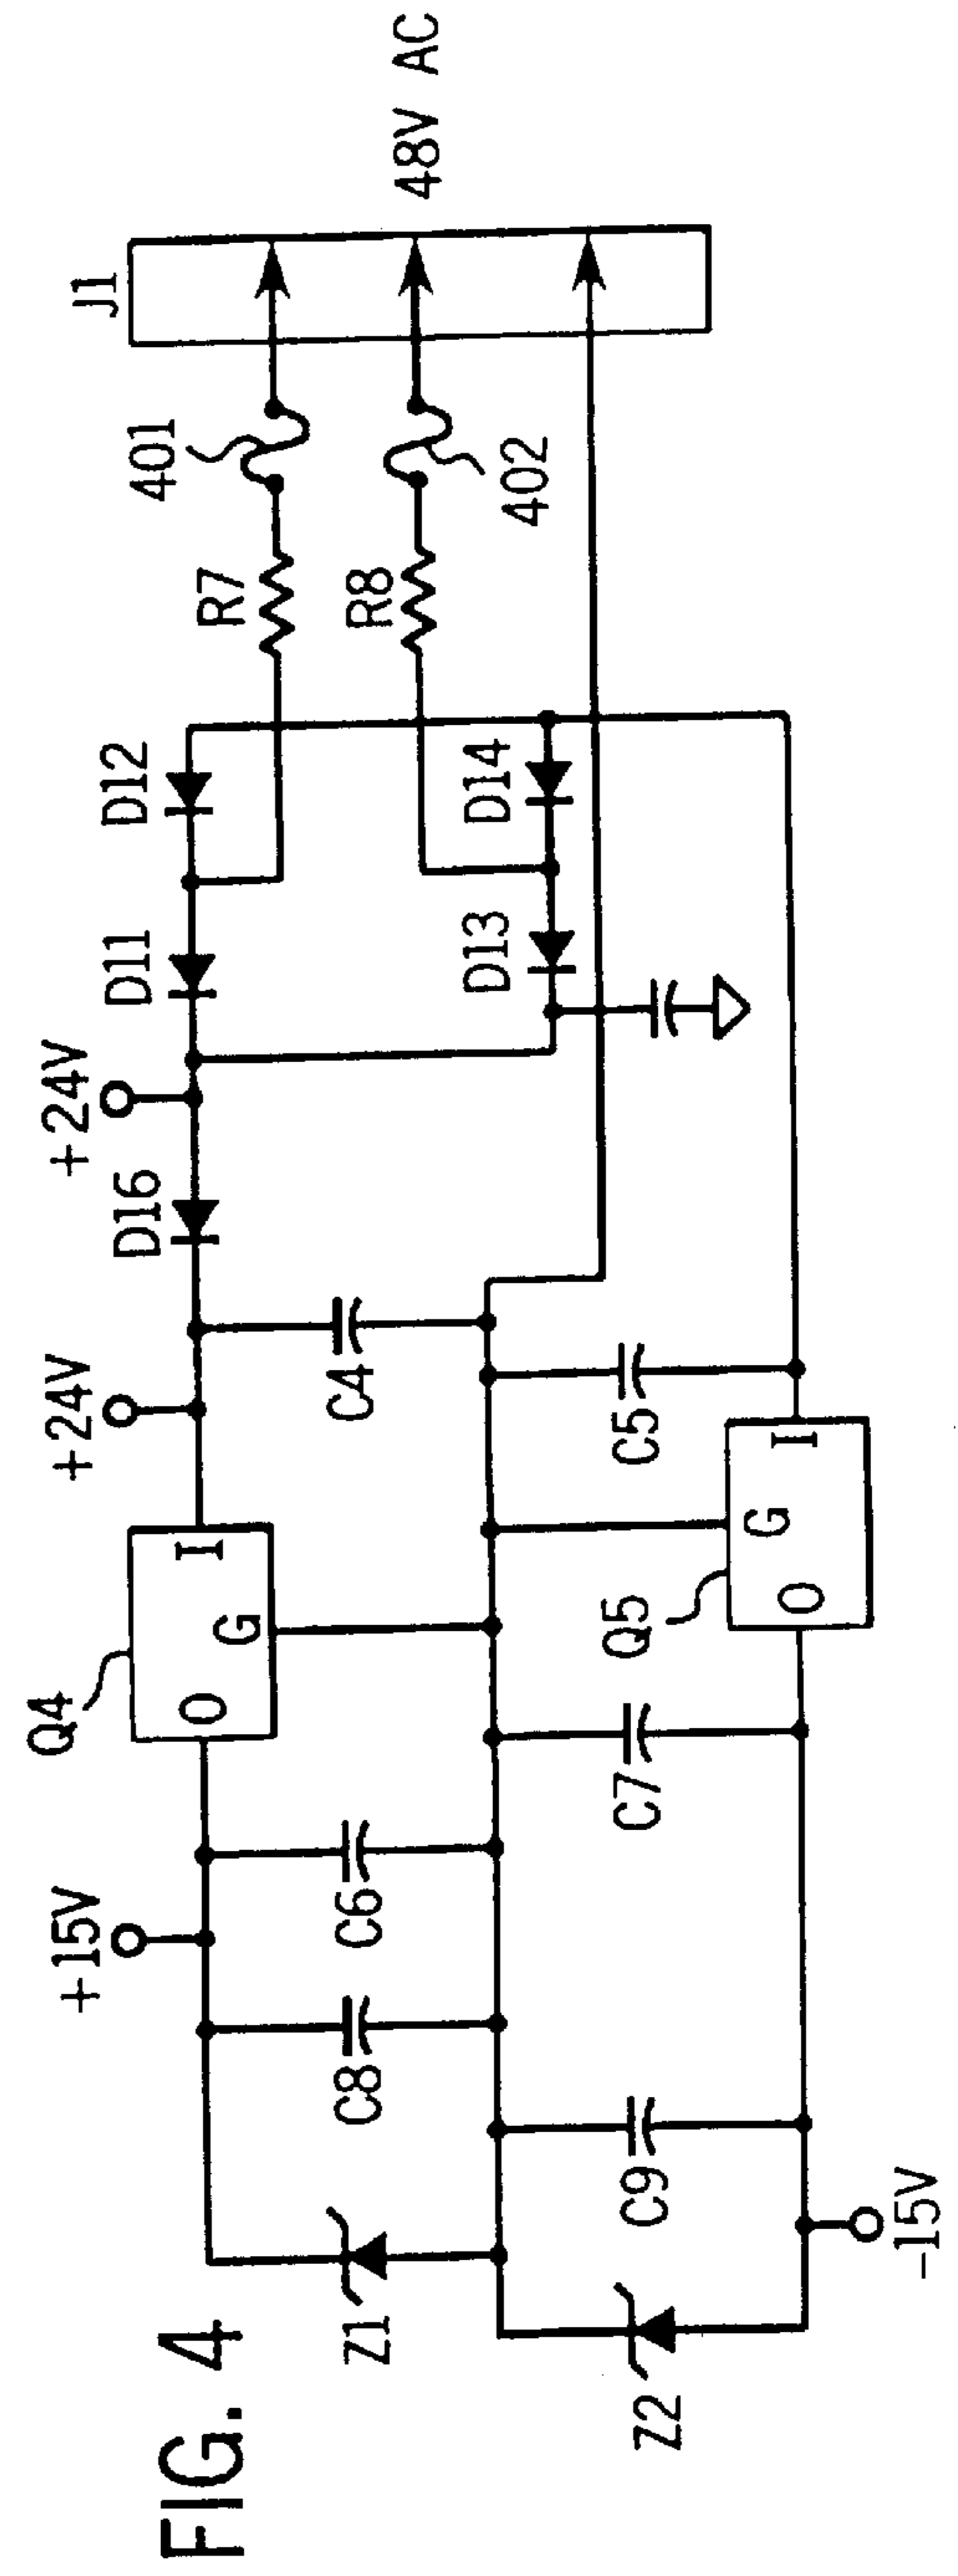 48V AC
J1
401
402
R7
R8
D12
D14
D11
D13
+24V
D16
+24V
C4
C5
I
G
O
Q4
I
G
O
Q5
C7
C6
+15V
C8
C9
-15V
Z1
Z2
FIG. 4